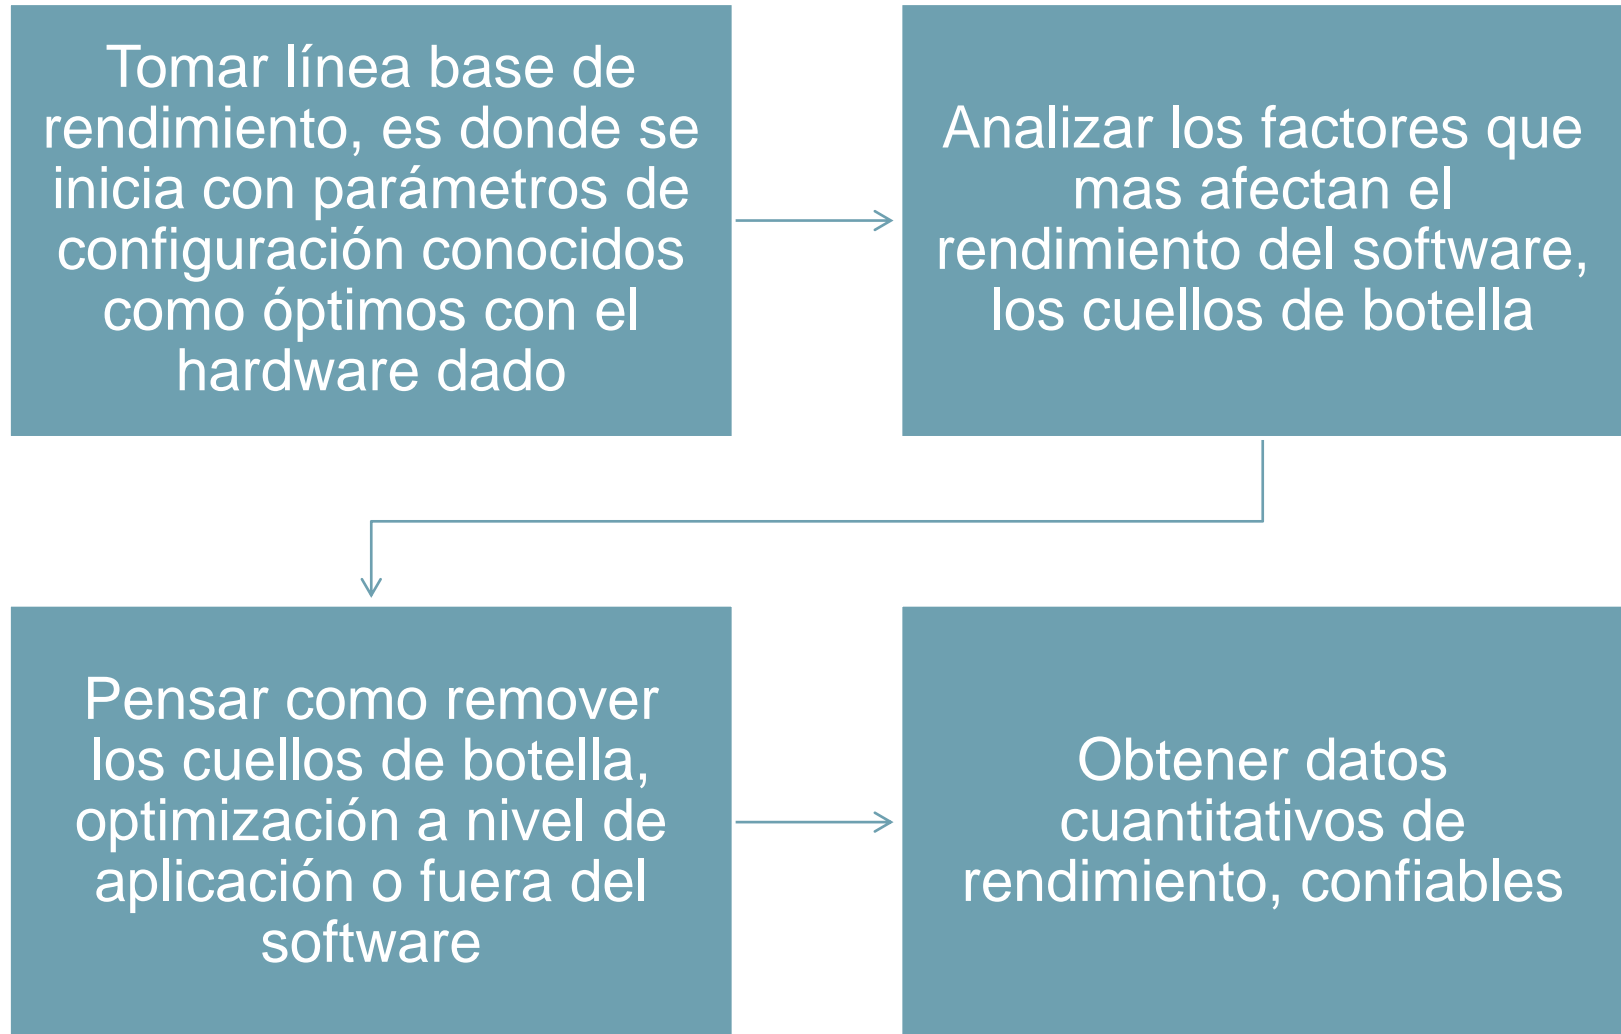 Tomar línea base de
rendimiento, es donde se
inicia con parámetros de
configuración conocidos
como óptimos con el
hardware dado
Analizar los factores que
mas afectan el
rendimiento del software,
los cuellos de botella
Pensar como remover
los cuellos de botella,
optimización a nivel de
aplicación o fuera del
software
Obtener datos
cuantitativos de
rendimiento, confiables